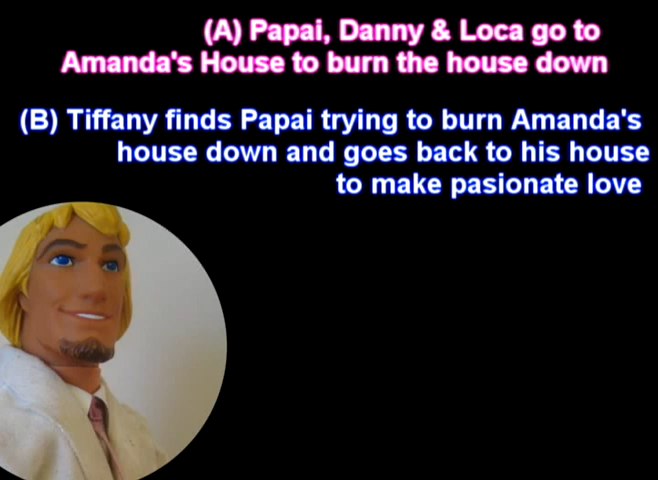 (A) Papai, Danny & Loca go to
Amanda's House to burn the house down
(B) Tiffany finds Papai trying to burn Amanda's
house down and goes back to his house
to make pasionate love